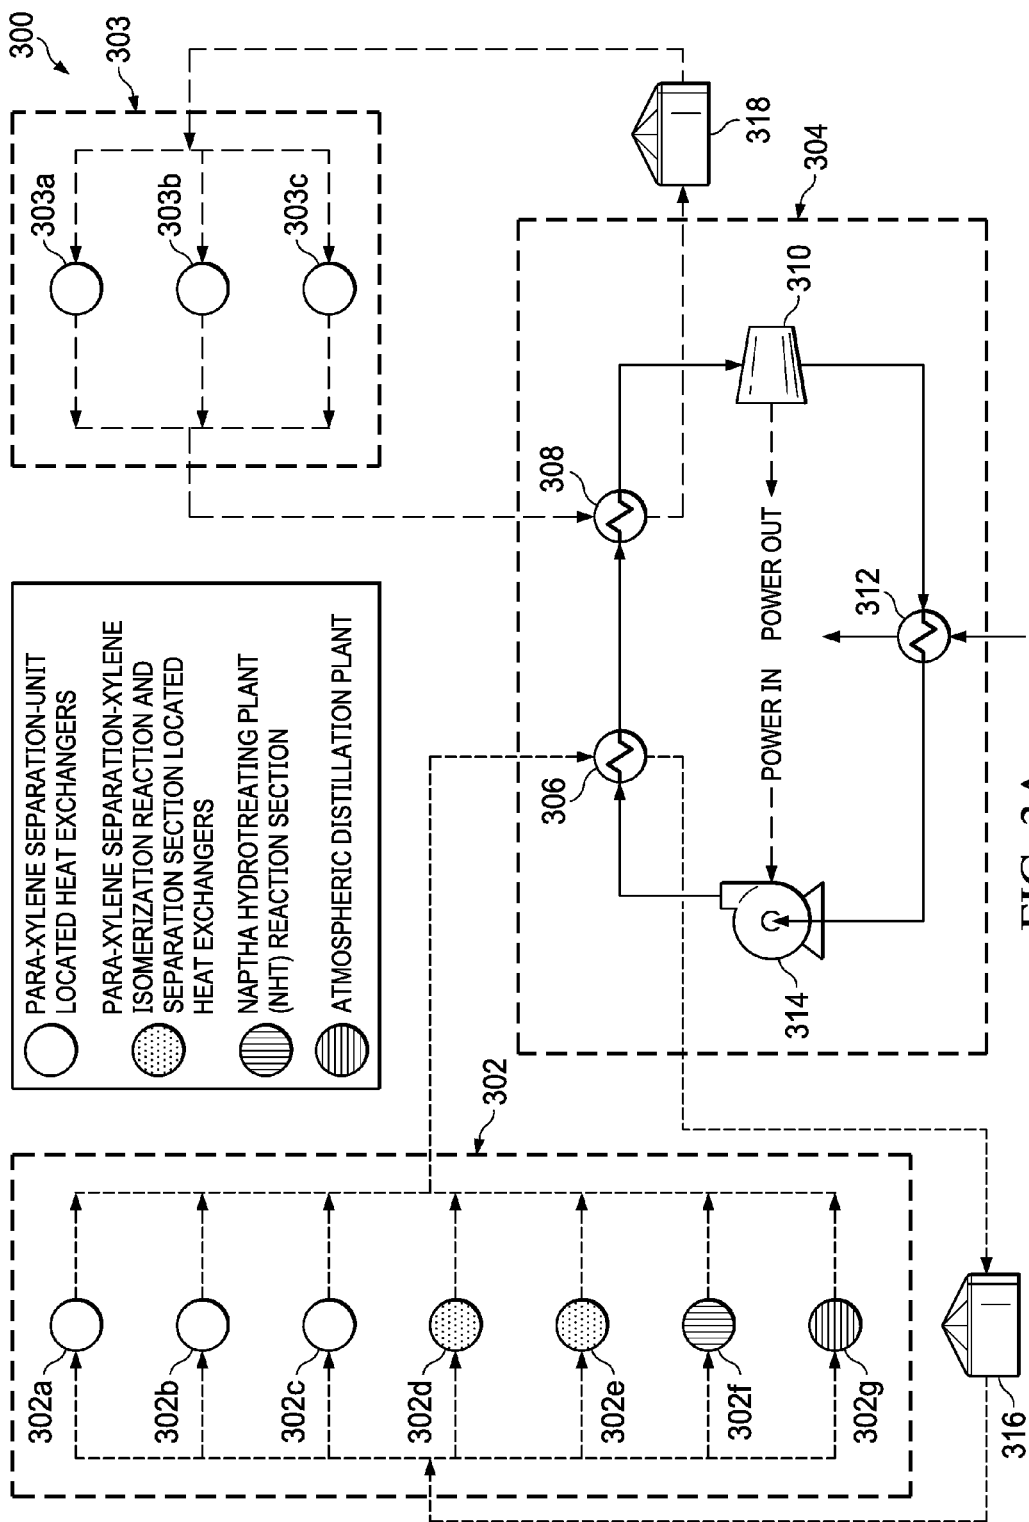 300
303
303a
303b
303c
PARA-XYLENE SEPARATION-UNIT
LOCATED HEAT EXCHANGERS
PARA-XYLENE SEPARATION-XYLENE
ISOMERIZATION REACTION AND
SEPARATION SECTION LOCATED
HEAT EXCHANGERS
NAPTHA HYDROTREATING PLANT
(NHT) REACTION SECTION
ATMOSPHERIC DISTILLATION PLANT
302
302a
302b
302c
302d
302e
302f
302g
306
308
318
304
310
POWER IN
POWER OUT
314
312
316